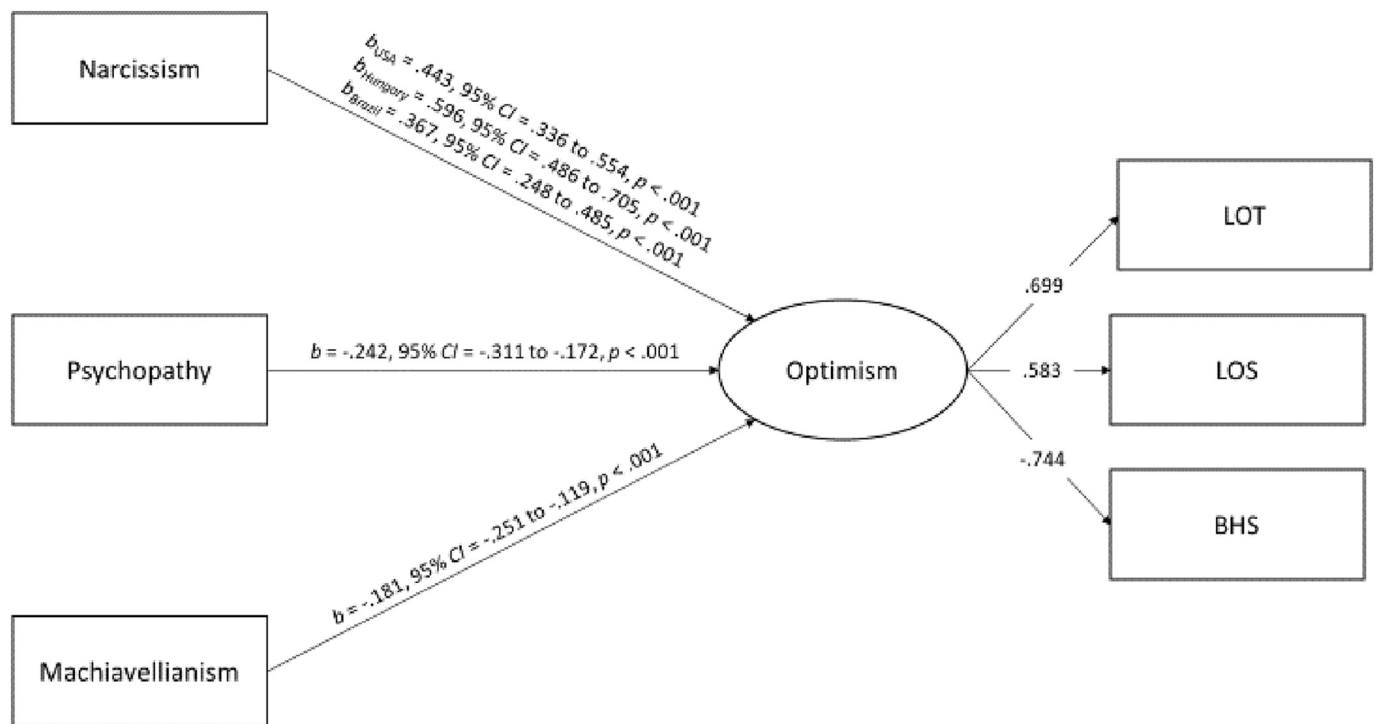 Narcissism
b_USA = .443, 95% CI = .336 to .554, p < .001
b_Hungary = .596, 95% CI = .486 to .705, p < .001
b_Brazil = .367, 95% CI = .248 to .485, p < .001
Psychopathy
b = -.242, 95% CI = -.311 to -.172, p < .001
Machiavellianism
b = -.181, 95% CI = -.251 to -.119, p < .001
Optimism
.699
.583
-.744
LOT
LOS
BHS